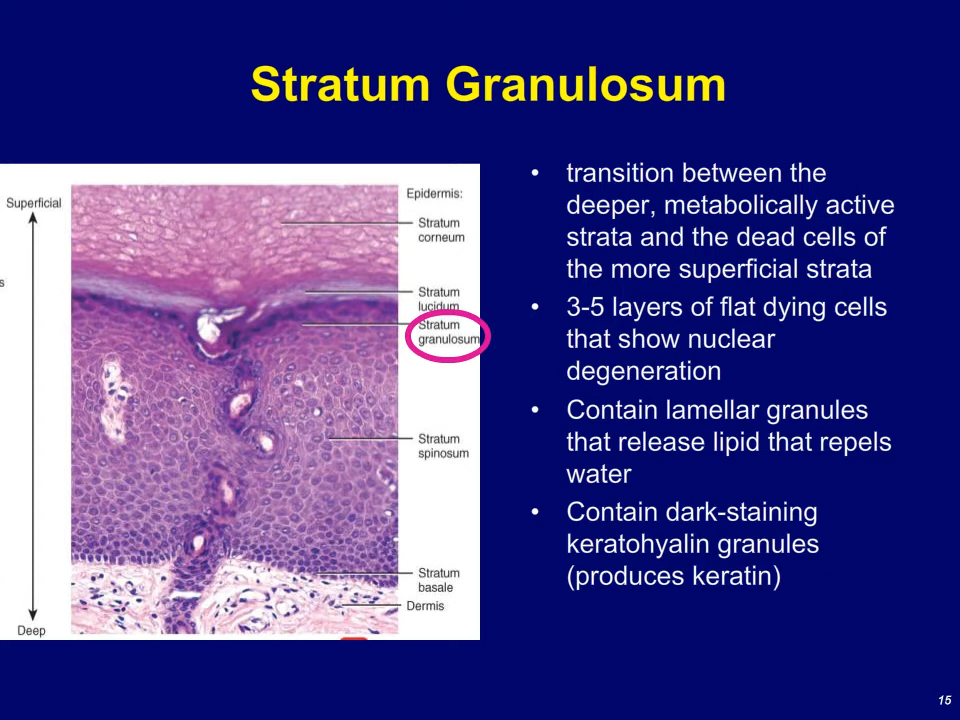 Stratum Granulosum
Superficial
s
Deep
Epidermis:
Stratum
corneum
Stratum
lucidum
Stratum
granulosum
Stratum
spinosum
Stratum
basale
Dermis
• transition between the
deeper, metabolically active
strata and the dead cells of
the more superficial strata
• 3-5 layers of flat dying cells
that show nuclear
degeneration
• Contain lamellar granules
that release lipid that repels
water
• Contain dark-staining
keratohyalin granules
(produces keratin)
15